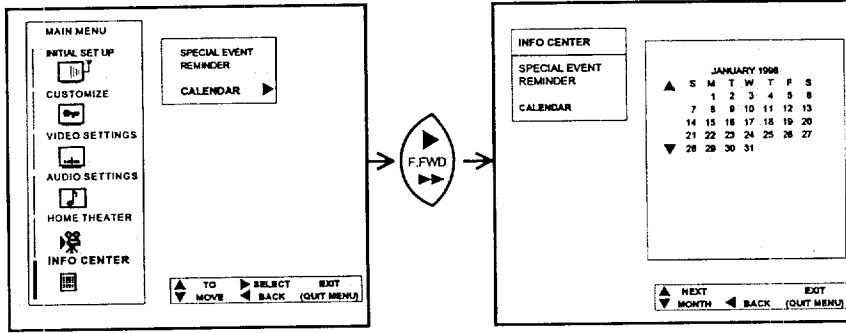 MAIN MENU
INITIAL SET UP
CUSTOMIZE
VIDEO SETTINGS
AUDIO SETTINGS
HOME THEATER
INFO CENTER
SPECIAL EVENT
REMINDER
CALENDAR
TO SELECT EXIT
MOVE BACK (QUIT MENU)
F.FWD
INFO CENTER
SPECIAL EVENT
REMINDER
CALENDAR
JANUARY 1996
S M T W T F S
1 2 3 4 5 6
7 8 9 10 11 12 13
14 15 16 17 18 19 20
21 22 23 24 25 26 27
28 29 30 31
NEXT EXIT
MONTH BACK (QUIT MENU)